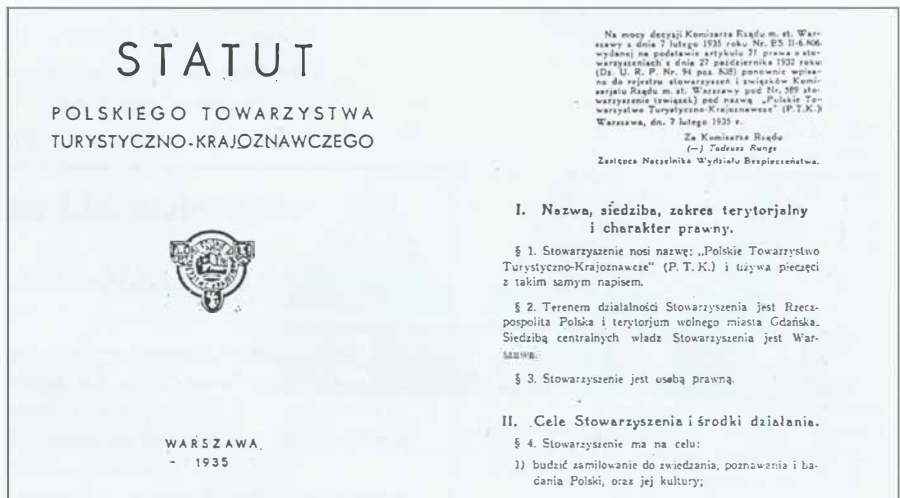 STATUT
POLSKIEGO TOWARZYSTWA
TURYSTYCZNO-KRAJOZNAWCZEGO
WARSZAWA
- 1935
Na mocy decyzji Komisarza Rządu m. st. War-
szawy z dnia 7 lutego 1935 roku Nr. BS II-6/806
wydanej na podstawie artykułu 21 prawa o sto-
warzyszeniach z dnia 27 października 1932 roku
(Dz. U. R. P. Nr. 94 poz. 808) ponownie wpisa-
no do rejestru stowarzyszeń i związków Komi-
sarjatu Rządu m. st. Warszawy pod Nr. 589 sto-
warzyszenie (związek) pod nazwą „Polskie To-
warzystwo Turystyczno-Krajoznawcze" (P.T.K.)
Warszawa, dn. 7 lutego 1935 r.
Za Komisarza Rządu
(—) Tadeusz Runge
Zastępca Naczelnika Wydziału Bezpieczeństwa.
I. Nazwa, siedziba, zakres terytorjalny
i charakter prawny.
§ 1. Stowarzyszenie nosi nazwę: „Polskie Towarzystwo
Turystyczno-Krajoznawcze" (P. T. K.) i używa pieczęci
z takim samym napisem.
§ 2. Terenem działalności Stowarzyszenia jest Rzecz-
pospolita Polska i terytorjum wolnego miasta Gdańska.
Siedzibą centralnych władz Stowarzyszenia jest War-
szawa.
§ 3. Stowarzyszenie jest osobą prawną.
II. Cele Stowarzyszenia i środki działania.
§ 4. Stowarzyszenie ma na celu:
1) budzić zamiłowanie do zwiedzania, poznawania i ba-
dania Polski, oraz jej kultury;